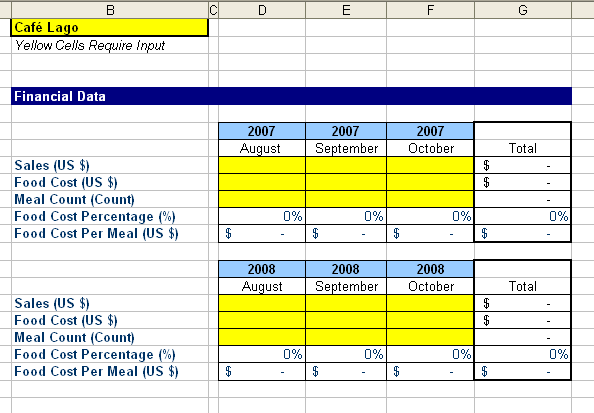 B C D E F G
Café Lago
Yellow Cells Require Input
Financial Data
2007 2007 2007
August September October Total
Sales (US $) $ -
Food Cost (US $) $ -
Meal Count (Count) -
Food Cost Percentage (%) 0% 0% 0% 0%
Food Cost Per Meal (US $) $ - $ - $ - $ -
2008 2008 2008
August September October Total
Sales (US $) $ -
Food Cost (US $) $ -
Meal Count (Count) -
Food Cost Percentage (%) 0% 0% 0% 0%
Food Cost Per Meal (US $) $ - $ - $ - $ -